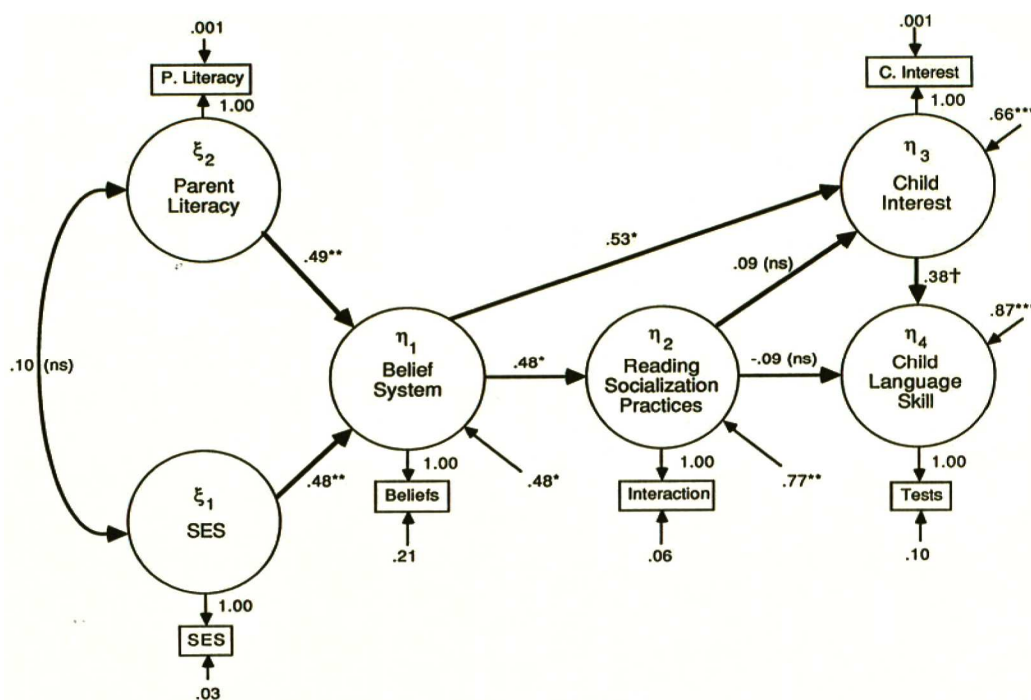 .001
P. Literacy
1.00
ξ2
Parent
Literacy
.49**
.10 (ns)
ξ1
SES
1.00
SES
.03
.48**
η1
Belief
System
1.00
Beliefs
.21
.48*
.53*
.48*
η2
Reading
Socialization
Practices
1.00
Interaction
.06
.77**
.09 (ns)
-.09 (ns)
.001
C. Interest
1.00
.66***
η3
Child
Interest
.38†
.87***
η4
Child
Language
Skill
1.00
Tests
.10